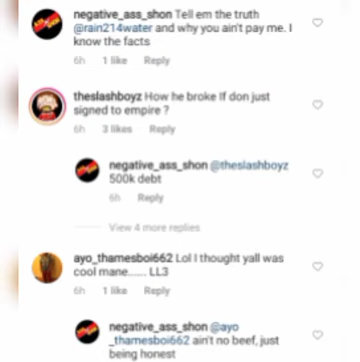 negative_ass_shon Tell em the truth
@rain214water and why you ain't pay me. I
know the facts
6h 1 like Reply
theslashboyz How he broke If don just
signed to empire ?
6h 3 likes Reply
negative_ass_shon @theslashboyz
500k debt
6h Reply
View 4 more replies
ayo_thamesboi662 Lol I thought yall was
cool mane...... LL3
6h 1 like Reply
negative_ass_shon @ayo
_thamesboi662 ain't no beef, just
being honest